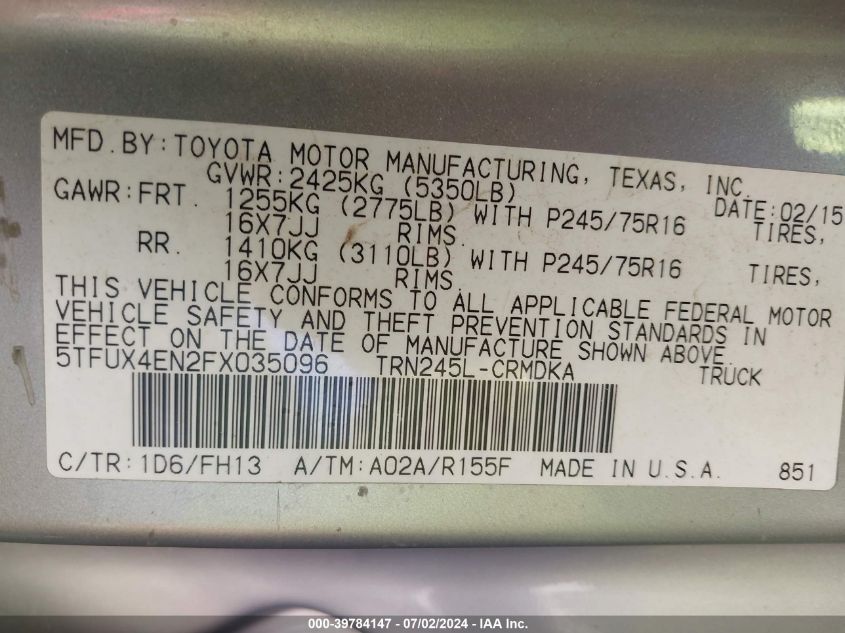 MFD. BY: TOYOTA MOTOR MANUFACTURING, TEXAS, INC.
GVWR: 2425KG (5350LB) DATE: 02/15
GAWR: FRT. 1255KG (2775LB) WITH P245/75R16 TIRES,
16X7JJ RIMS.
RR. 1410KG (3110LB) WITH P245/75R16 TIRES,
16X7JJ RIMS.
THIS VEHICLE CONFORMS TO ALL APPLICABLE FEDERAL MOTOR
VEHICLE SAFETY AND THEFT PREVENTION STANDARDS IN
EFFECT ON THE DATE OF MANUFACTURE SHOWN ABOVE.
5TFUX4EN2FX035096 TRN245L-CRMDKA TRUCK
C/TR: 1D6/FH13 A/TM: A02A/R155F MADE IN U.S.A. 851
000-39784147 - 07/02/2024 - IAA Inc.